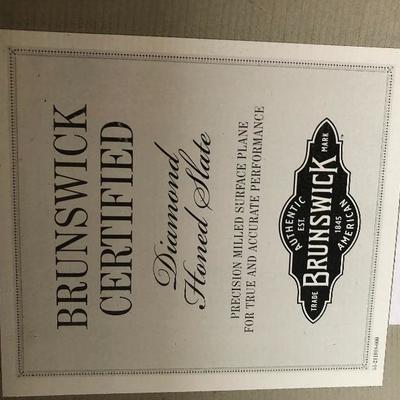 BRUNSWICK
CERTIFIED
Diamond
Honed Slate
PRECISION MILLED SURFACE PLANE
FOR TRUE AND ACCURATE PERFORMANCE
AUTHENTIC
EST. 1845
TRADE BRUNSWICK MARK
AMERICAN